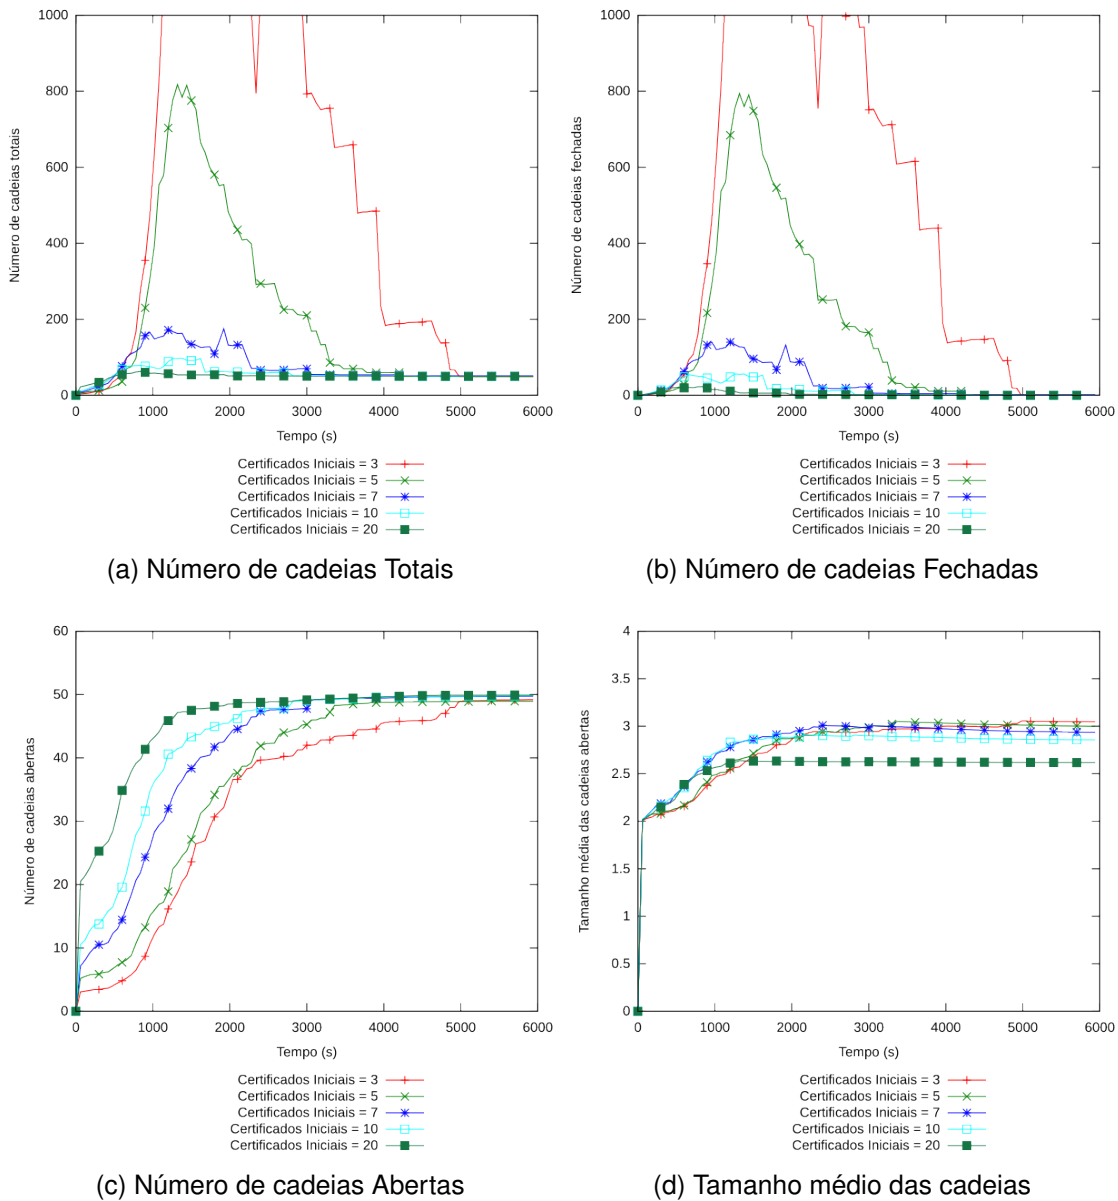 1000
800
600
400
200
0
Número de cadeias totais
0 1000 2000 3000 4000 5000 6000
Tempo (s)
Certificados Iniciais = 3
Certificados Iniciais = 5
Certificados Iniciais = 7
Certificados Iniciais = 10
Certificados Iniciais = 20
(a) Número de cadeias Totais
1000
800
600
400
200
0
Número de cadeias fechadas
0 1000 2000 3000 4000 5000 6000
Tempo (s)
Certificados Iniciais = 3
Certificados Iniciais = 5
Certificados Iniciais = 7
Certificados Iniciais = 10
Certificados Iniciais = 20
(b) Número de cadeias Fechadas
60
50
40
30
20
10
0
Número de cadeias abertas
0 1000 2000 3000 4000 5000 6000
Tempo (s)
Certificados Iniciais = 3
Certificados Iniciais = 5
Certificados Iniciais = 7
Certificados Iniciais = 10
Certificados Iniciais = 20
(c) Número de cadeias Abertas
4
3.5
3
2.5
2
1.5
1
0.5
0
Tamanho média das cadeias abertas
0 1000 2000 3000 4000 5000 6000
Tempo (s)
Certificados Iniciais = 3
Certificados Iniciais = 5
Certificados Iniciais = 7
Certificados Iniciais = 10
Certificados Iniciais = 20
(d) Tamanho médio das cadeias